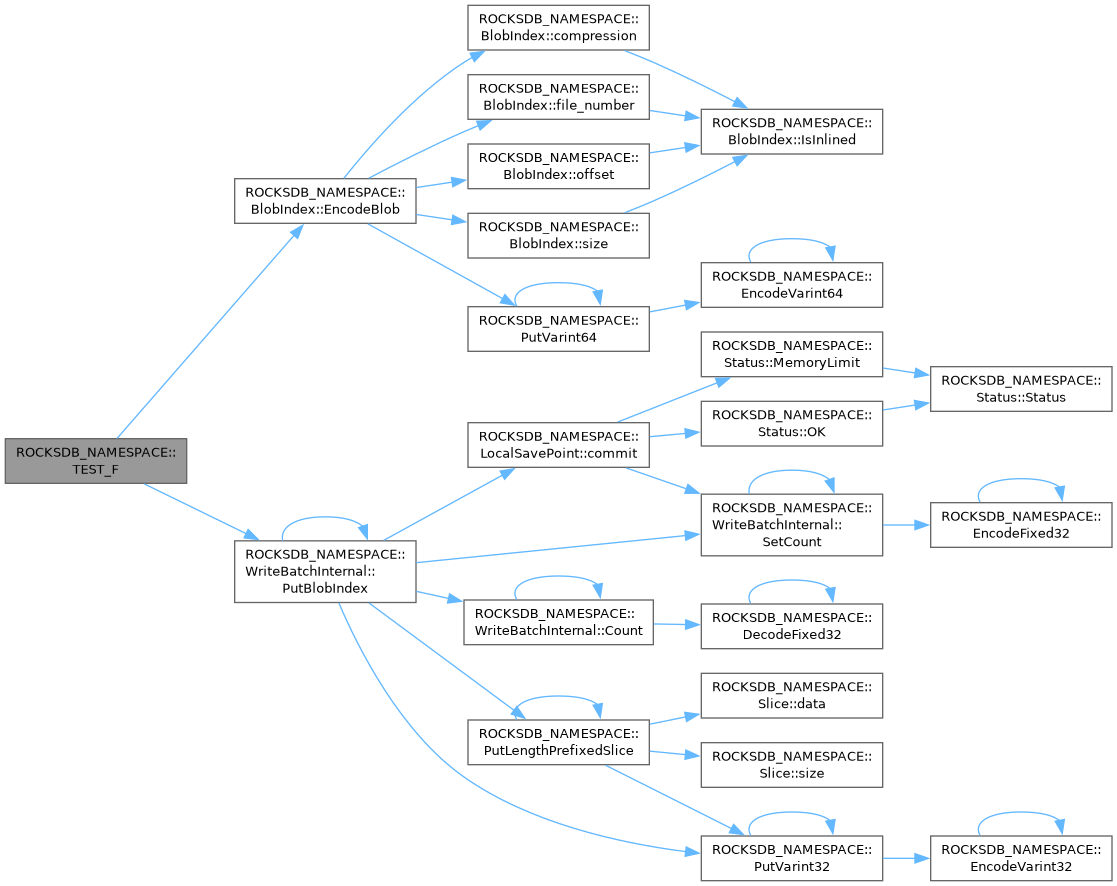 ROCKSDB_NAMESPACE::
TEST_F
ROCKSDB_NAMESPACE::
BlobIndex::EncodeBlob
ROCKSDB_NAMESPACE::
BlobIndex::compression
ROCKSDB_NAMESPACE::
BlobIndex::file_number
ROCKSDB_NAMESPACE::
BlobIndex::offset
ROCKSDB_NAMESPACE::
BlobIndex::size
ROCKSDB_NAMESPACE::
PutVarint64
ROCKSDB_NAMESPACE::
BlobIndex::IsInlined
ROCKSDB_NAMESPACE::
EncodeVarint64
ROCKSDB_NAMESPACE::
WriteBatchInternal::
PutBlobIndex
ROCKSDB_NAMESPACE::
LocalSavePoint::commit
ROCKSDB_NAMESPACE::
WriteBatchInternal::Count
ROCKSDB_NAMESPACE::
PutLengthPrefixedSlice
ROCKSDB_NAMESPACE::
Status::MemoryLimit
ROCKSDB_NAMESPACE::
Status::OK
ROCKSDB_NAMESPACE::
WriteBatchInternal::
SetCount
ROCKSDB_NAMESPACE::
DecodeFixed32
ROCKSDB_NAMESPACE::
Slice::data
ROCKSDB_NAMESPACE::
Slice::size
ROCKSDB_NAMESPACE::
PutVarint32
ROCKSDB_NAMESPACE::
Status::Status
ROCKSDB_NAMESPACE::
EncodeFixed32
ROCKSDB_NAMESPACE::
EncodeVarint32